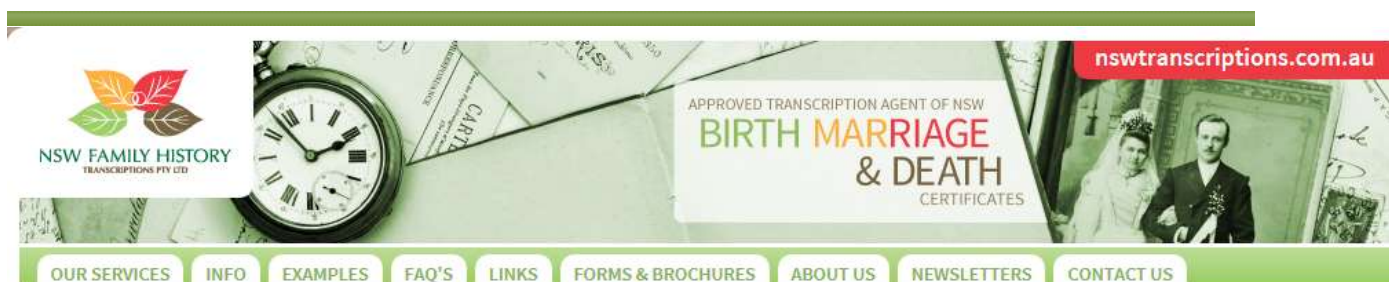 nswtranscriptions.com.au
NSW FAMILY HISTORY
TRANSCRIPTIONS PTY LTD
APPROVED TRANSCRIPTION AGENT OF NSW
BIRTH MARRIAGE
& DEATH
CERTIFICATES
CARTE
OUR SERVICES
INFO
EXAMPLES
FAQ'S
LINKS
FORMS & BROCHURES
ABOUT US
NEWSLETTERS
CONTACT US